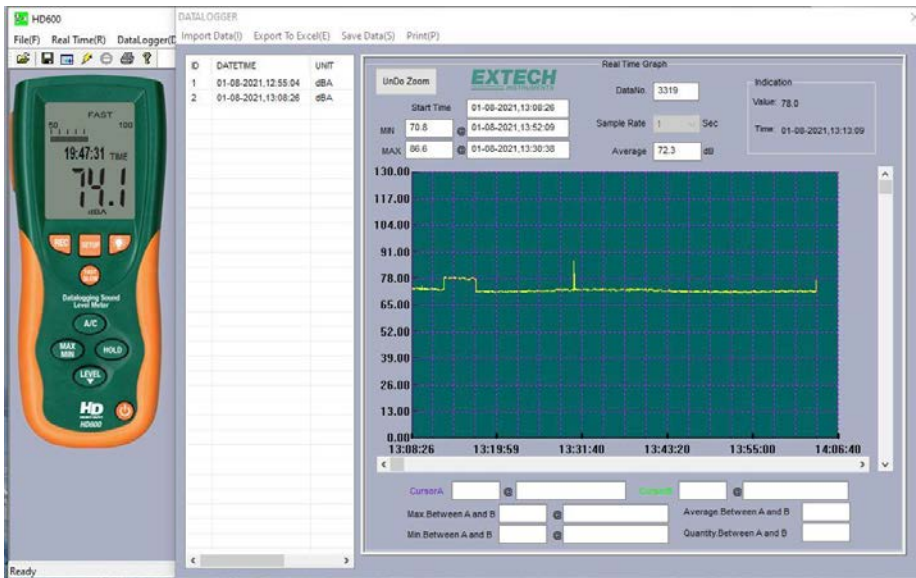 HD600
File(F) Real Time(R) DataLogger(D
FAST
50 100
19:47:31 TIME
74.1
dBA
REC SETUP
FAST SLOW
Datalogging Sound
Level Meter
A/C
MAX MIN HOLD
LEVEL
HD
HD600
Ready
DATALOGGER
Import Data(I) Export To Excel(E) Save Data(S) Print(P)
ID DATETIME UNIT
1 01-08-2021,12:55:04 dBA
2 01-08-2021,13:08:26 dBA
Real Time Graph
UnDo Zoom
EXTECH
INSTRUMENTS
DataNo. 3319
Indication
Start Time 01-08-2021,13:08:26
Value: 78.0
MIN 70.8 @ 01-08-2021,13:52:09
Sample Rate 1 Sec
Time: 01-08-2021,13:13:09
MAX 86.6 @ 01-08-2021,13:30:38
Average 72.3 dB
130.00
117.00
104.00
91.00
78.00
65.00
52.00
39.00
26.00
13.00
0.00
13:08:26 13:19:59 13:31:40 13:43:20 13:55:00 14:06:40
CursorA @ CursorB @
Max.Between A and B @ Average.Between A and B
Min.Between A and B @ Quantity.Between A and B